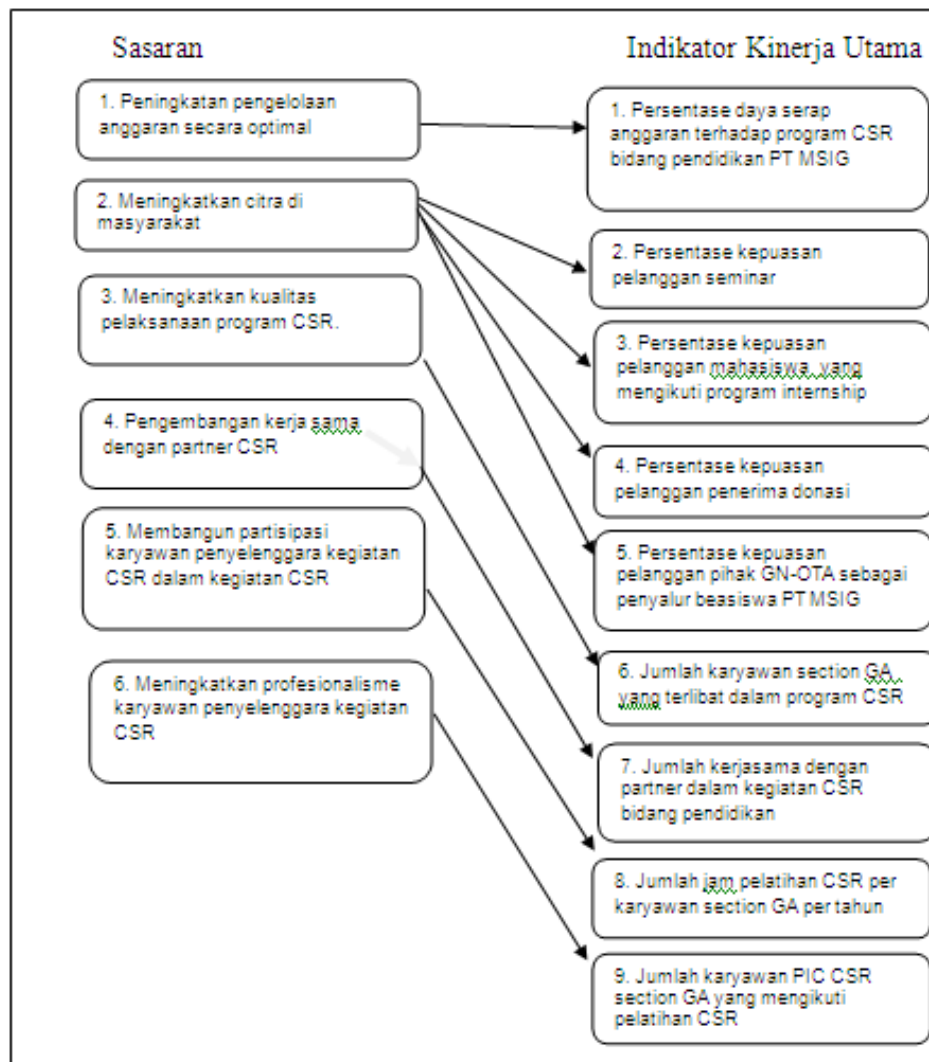 Sasaran
1. Peningkatan pengelolaan
anggaran secara optimal
2. Meningkatkan citra di
masyarakat
3. Meningkatkan kualitas
pelaksanaan program CSR.
4. Pengembangan kerja sama
dengan partner CSR
5. Membangun partisipasi
karyawan penyelenggara kegiatan
CSR dalam kegiatan CSR
6. Meningkatkan profesionalisme
karyawan penyelenggara kegiatan
CSR
Indikator Kinerja Utama
1. Persentase daya serap
anggaran terhadap program CSR
bidang pendidikan PT MSIG
2. Persentase kepuasan
pelanggan seminar
3. Persentase kepuasan
pelanggan mahasiswa yang
mengikuti program internship
4. Persentase kepuasan
pelanggan penerima donasi
5. Persentase kepuasan
pelanggan pihak GN-OTA sebagai
penyalur beasiswa PT MSIG
6. Jumlah karyawan section GA
yang terlibat dalam program CSR
7. Jumlah kerjasama dengan
partner dalam kegiatan CSR
bidang pendidikan
8. Jumlah jam pelatihan CSR per
karyawan section GA per tahun
9. Jumlah karyawan PIC CSR
section GA yang mengikuti
pelatihan CSR